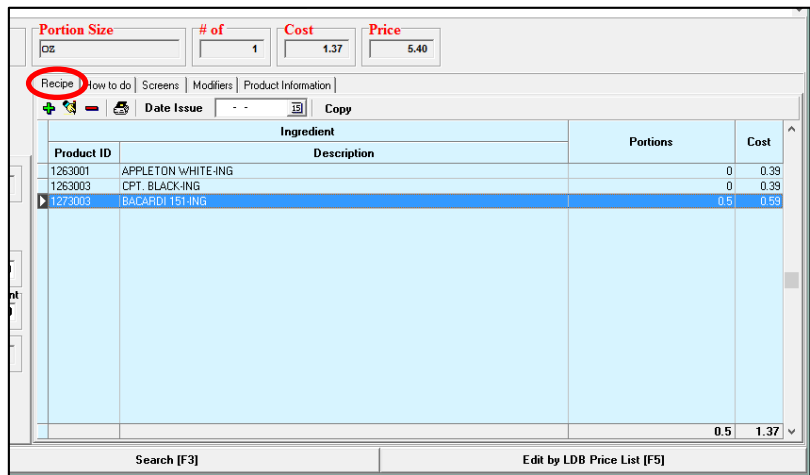 Portion Size # of Cost Price
OZ 1 1.37 5.40
Recipe How to do Screens Modifiers Product Information
Date Issue - - 15 Copy
Ingredient Portions Cost
Product ID Description
1263001 APPLETON WHITE-ING 0 0.39
1263003 CPT. BLACK-ING 0 0.39
1273003 BACARDI 151-ING 0.5 0.59
nt
0.5 1.37
Search [F3] Edit by LDB Price List [F5]